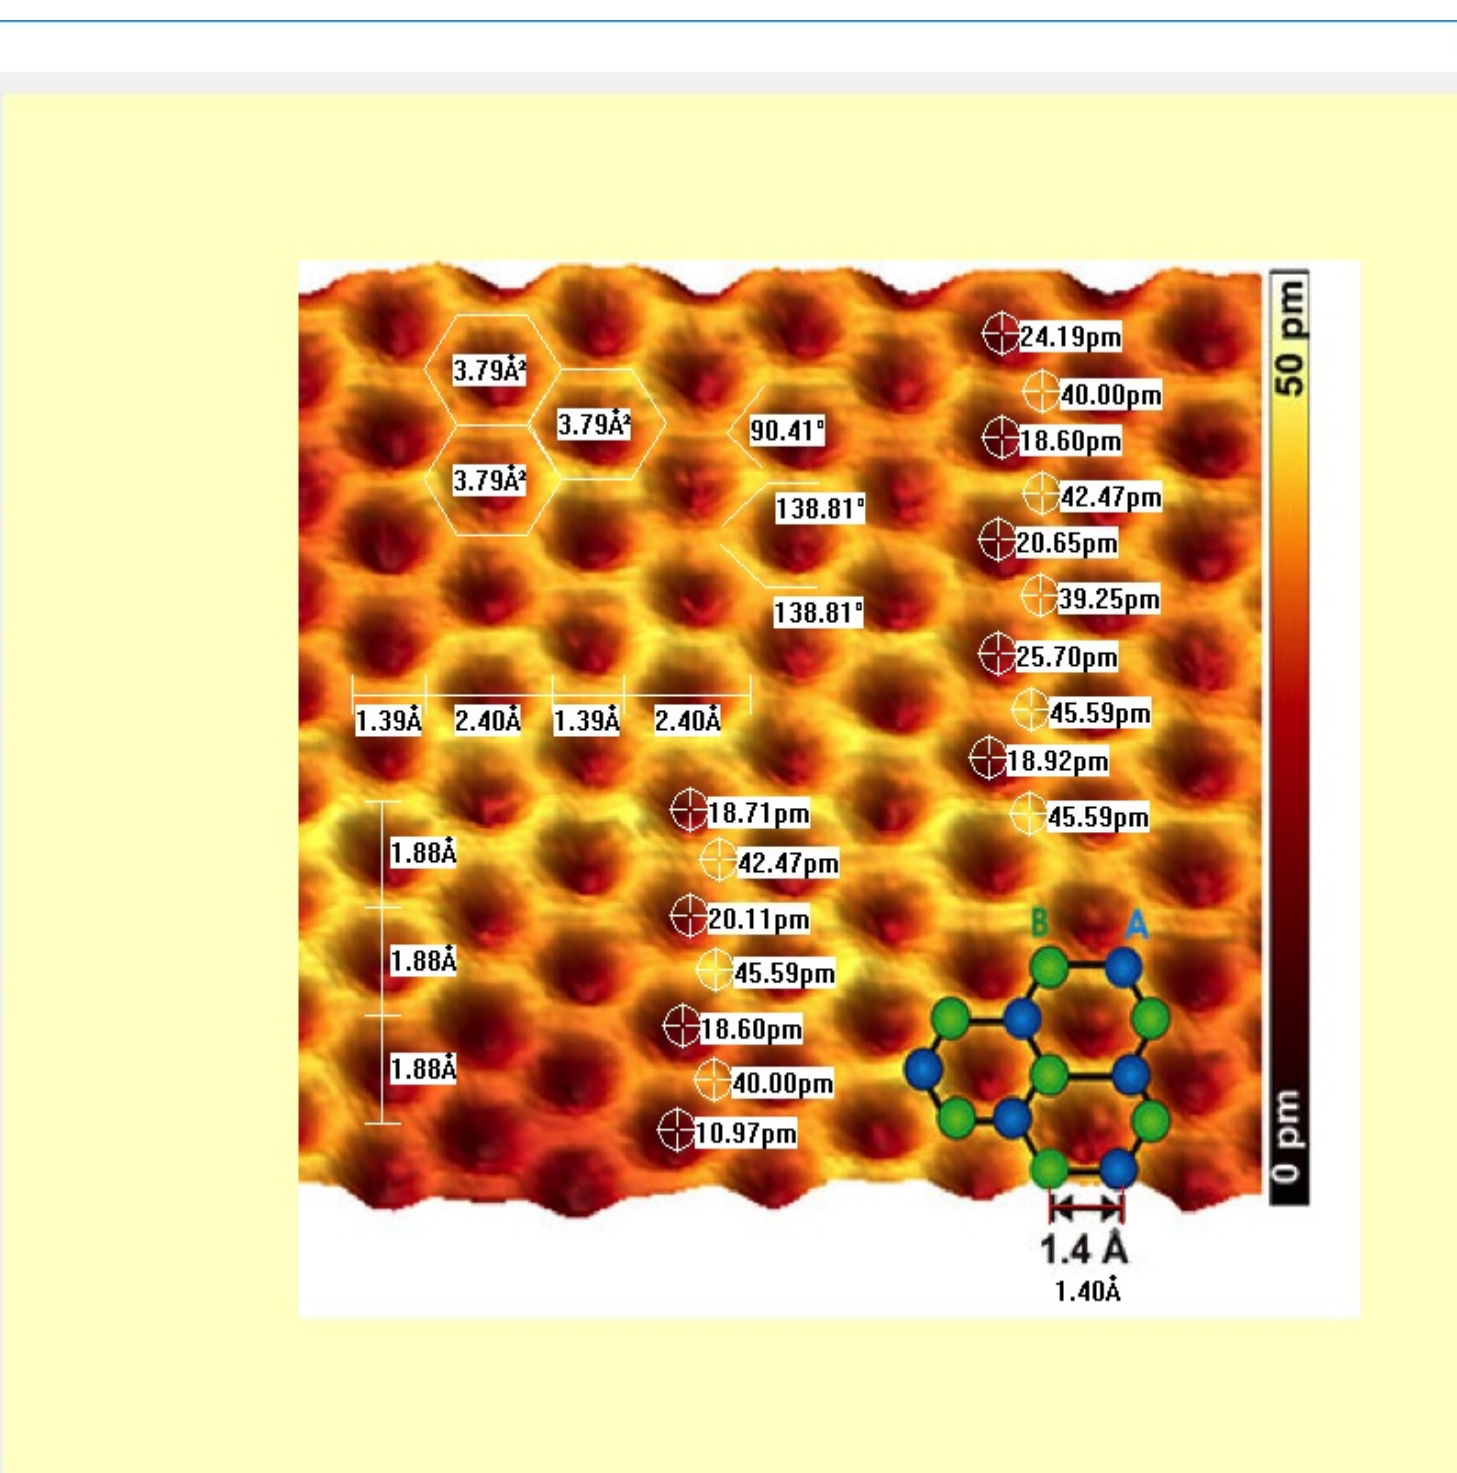 50 pm
24.19pm
3.79Å²
40.00pm
3.79Å²
90.41°
18.60pm
3.79Å²
42.47pm
138.81°
20.65pm
39.25pm
138.81°
25.70pm
1.39Å 2.40Å 1.39Å 2.40Å
45.59pm
18.92pm
18.71pm
45.59pm
1.88Å
42.47pm
20.11pm
B A
1.88Å
45.59pm
18.60pm
1.88Å
40.00pm
10.97pm
0 pm
1.4 Å
1.40Å